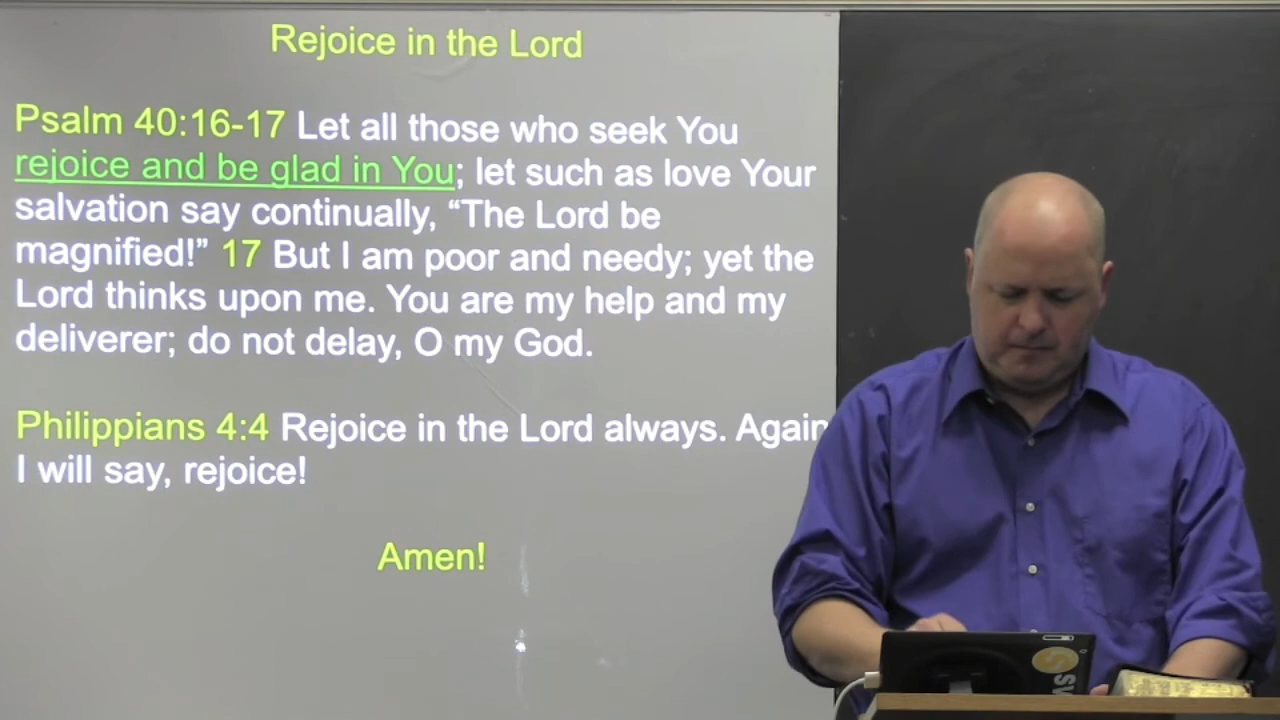 Rejoice in the Lord
Psalm 40:16-17 Let all those who seek You
rejoice and be glad in You; let such as love Your
salvation say continually, “The Lord be
magnified!” 17 But I am poor and needy; yet the
Lord thinks upon me. You are my help and my
deliverer; do not delay, O my God.
Philippians 4:4 Rejoice in the Lord always. Again
I will say, rejoice!
Amen!